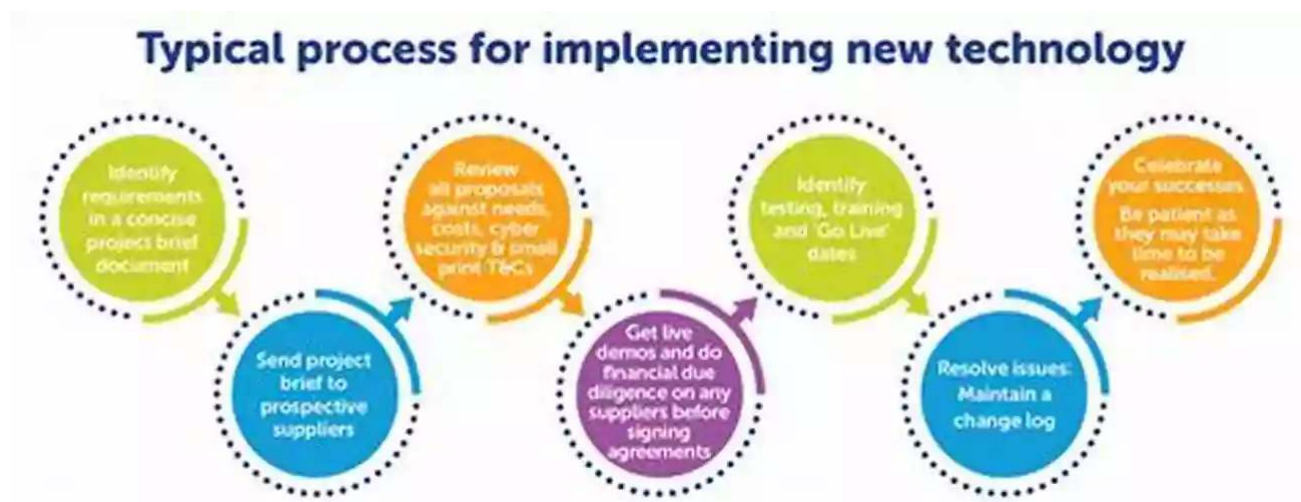 Typical process for implementing new technology
Identify
requirements
in a concise
project brief
document
Send project
brief to
prospective
suppliers
Review
all proposals
against needs,
costs, cyber
security & small
print T&Cs
Get live
demos and do
financial due
diligence on any
suppliers before
signing
agreements
Identify
testing, training
and 'Go Live'
dates
Resolve issues:
Maintain a
change log
Celebrate
your successes
Be patient as
they may take
time to be
realised.